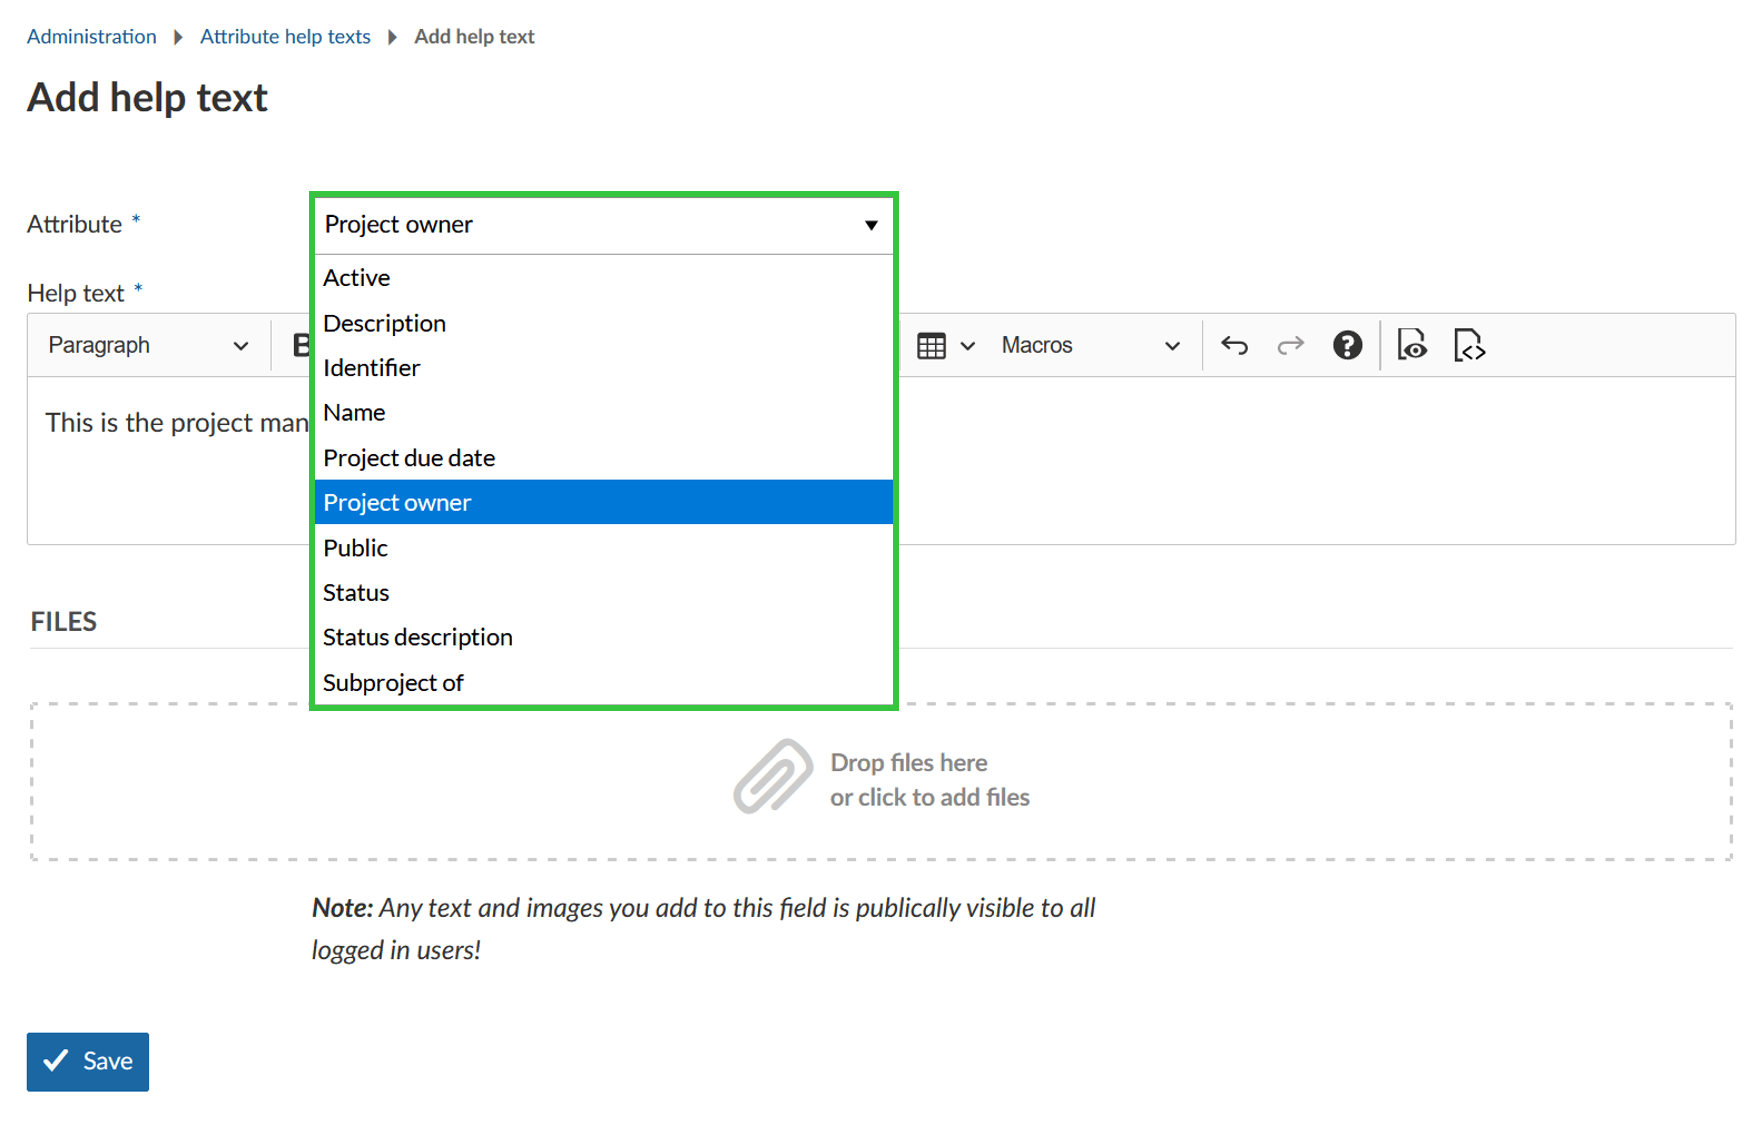 Administration Attribute help texts Add help text
Add help text
Attribute *
Project owner
Active
Description
Identifier
Name
Project due date
Project owner
Public
Status
Status description
Subproject of
Help text *
Paragraph B Macros
This is the project man
FILES
Drop files here
or click to add files
Note: Any text and images you add to this field is publically visible to all
logged in users!
Save